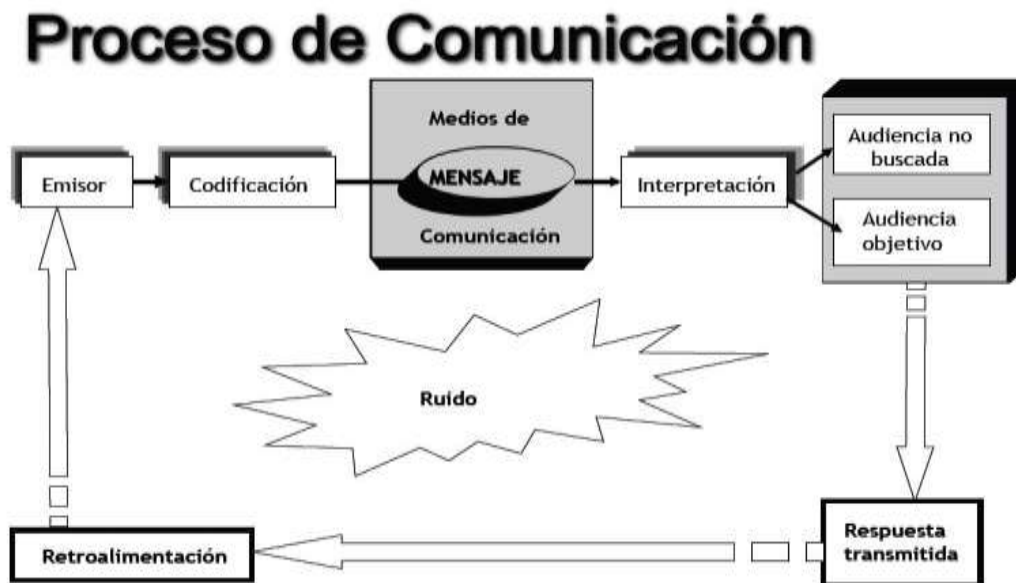 Proceso de Comunicación
Emisor
Codificación
Medios de
MENSAJE
Comunicación
Interpretación
Audiencia no
buscada
Audiencia
objetivo
Ruido
Retroalimentación
Respuesta
transmitida